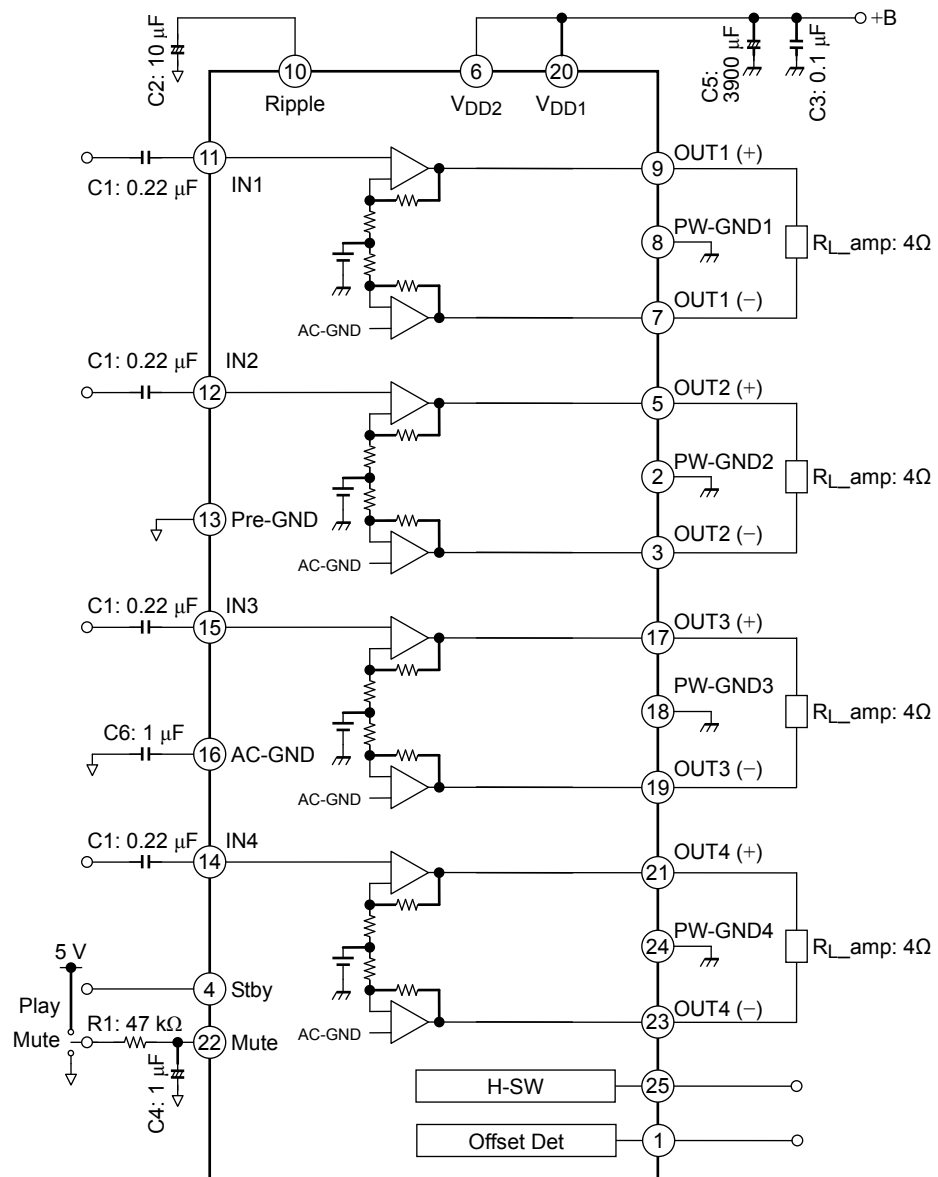 C2: 10 μF
10
Ripple
6
VDD2
20
VDD1
C5:
3900 μF
C3: 0.1 μF
+B
11
IN1
C1: 0.22 μF
9
OUT1 (+)
8
PW-GND1
RL_amp: 4Ω
7
OUT1 (−)
AC-GND
C1: 0.22 μF
12
IN2
5
OUT2 (+)
2
PW-GND2
RL_amp: 4Ω
13
Pre-GND
3
OUT2 (−)
AC-GND
C1: 0.22 μF
15
IN3
17
OUT3 (+)
18
PW-GND3
RL_amp: 4Ω
C6: 1 μF
16
AC-GND
19
OUT3 (−)
AC-GND
C1: 0.22 μF
14
IN4
21
OUT4 (+)
24
PW-GND4
RL_amp: 4Ω
5 V
Play
4
Stby
Mute
R1: 47 kΩ
22
Mute
C4: 1 μF
23
OUT4 (−)
AC-GND
H-SW
25
Offset Det
1